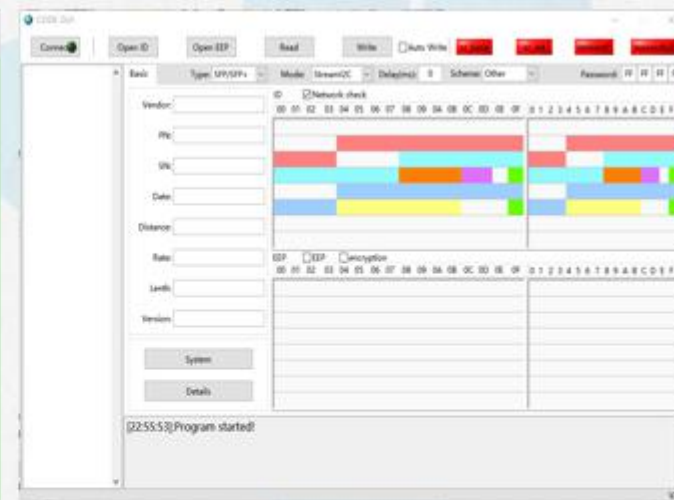 CODE GUI
Connect Open ID Open EEP Read Write Auto Write
Basic Type: SFP/SFP+ Mode: StreamI2C Delay(ms): 0 Scheme: Other Password: FF FF FF
ID Network check
00 01 02 03 04 05 06 07 08 09 0A 0B 0C 0D 0E 0F 0 1 2 3 4 5 6 7 8 9 A B C D E F
Vendor:
PN:
SN:
Date:
Distance:
Rate:
EEP EEP encryption
00 01 02 03 04 05 06 07 08 09 0A 0B 0C 0D 0E 0F 0 1 2 3 4 5 6 7 8 9 A B C D E F
Lenth:
Version:
System
Details
[22:55:53]:Program started!